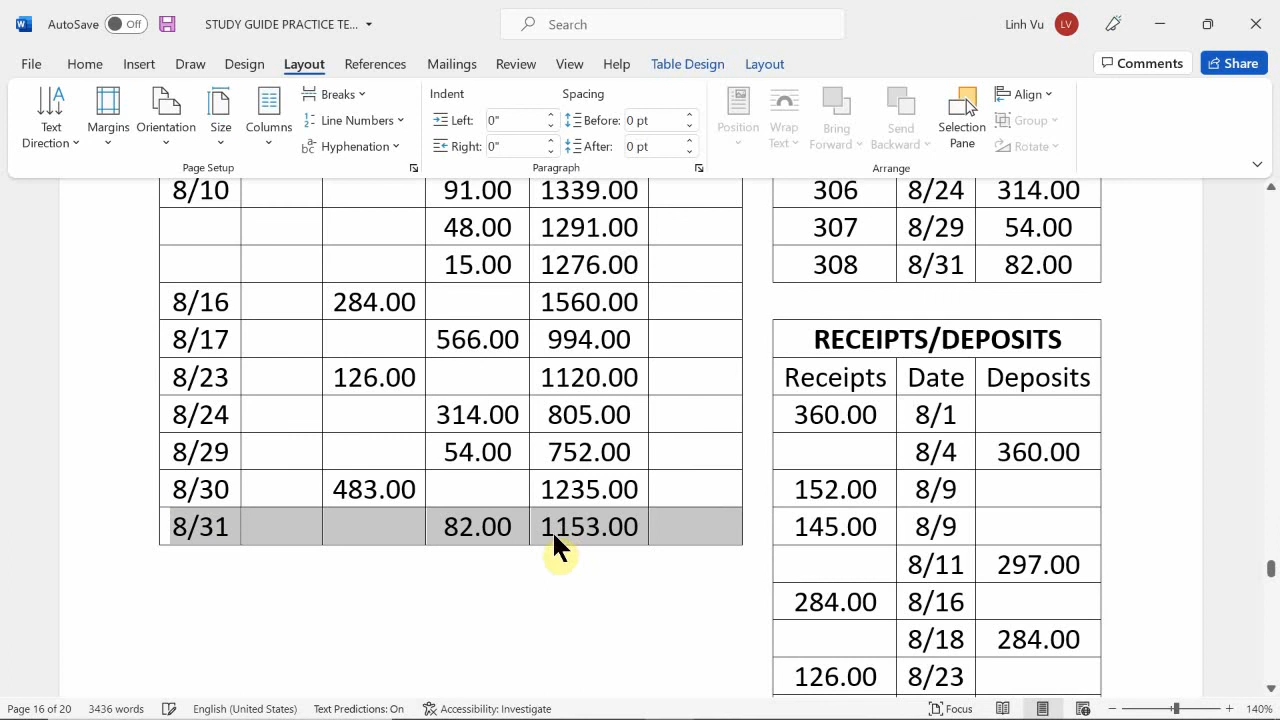 AutoSave Off STUDY GUIDE PRACTICE TE... Search Linh Vu LV
File Home Insert Draw Design Layout References Mailings Review View Help Table Design Layout Comments Share
Text Direction Margins Orientation Size Columns Breaks Line Numbers Hyphenation
Page Setup
Indent Spacing
Left: 0" Before: 0 pt
Right: 0" After: 0 pt
Paragraph
Position Wrap Text Bring Forward Send Backward Selection Pane Align Group Rotate
Arrange
8/10 91.00 1339.00
48.00 1291.00
15.00 1276.00
8/16 284.00 1560.00
8/17 566.00 994.00
8/23 126.00 1120.00
8/24 314.00 805.00
8/29 54.00 752.00
8/30 483.00 1235.00
8/31 82.00 1153.00
306 8/24 314.00
307 8/29 54.00
308 8/31 82.00
RECEIPTS/DEPOSITS
Receipts Date Deposits
360.00 8/1
8/4 360.00
152.00 8/9
145.00 8/9
8/11 297.00
284.00 8/16
8/18 284.00
126.00 8/23
Page 16 of 20 3436 words English (United States) Text Predictions: On Accessibility: Investigate Focus 140%